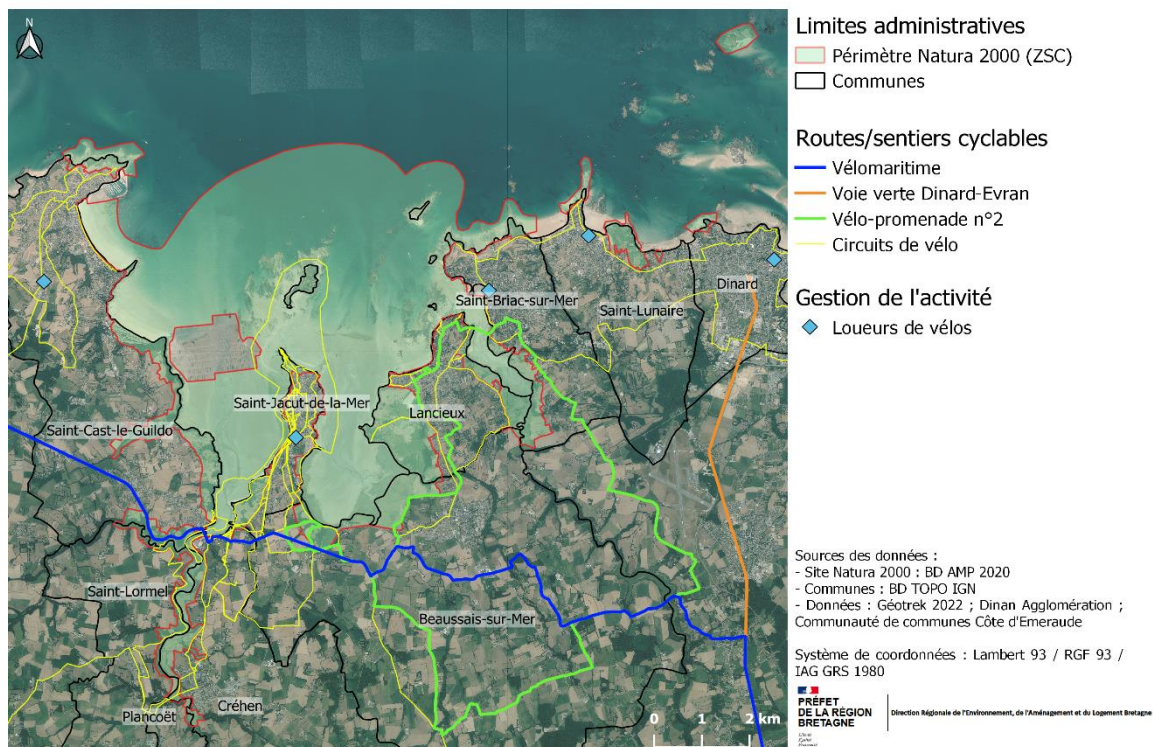 N
Saint-Briac-sur-Mer
Saint-Lunaire
Dinard
Saint-Jacut-de-la-Mer
Lancieux
Saint-Cast-le-Guildo
Saint-Lormel
Beaussais-sur-Mer
Créhen
Plancoët
0 1 2 km
Limites administratives
Périmètre Natura 2000 (ZSC)
Communes
Routes/sentiers cyclables
Vélomaritime
Voie verte Dinard-Evran
Vélo-promenade n°2
Circuits de vélo
Gestion de l'activité
Loueurs de vélos
Sources des données :
- Site Natura 2000 : BD AMP 2020
- Communes : BD TOPO IGN
- Données : Géotrek 2022 ; Dinan Agglomération ;
Communauté de communes Côte d'Emeraude
Système de coordonnées : Lambert 93 / RGF 93 /
IAG GRS 1980
PRÉFET
DE LA RÉGION
BRETAGNE
Direction Régionale de l'Environnement, de l'Aménagement et du Logement Bretagne